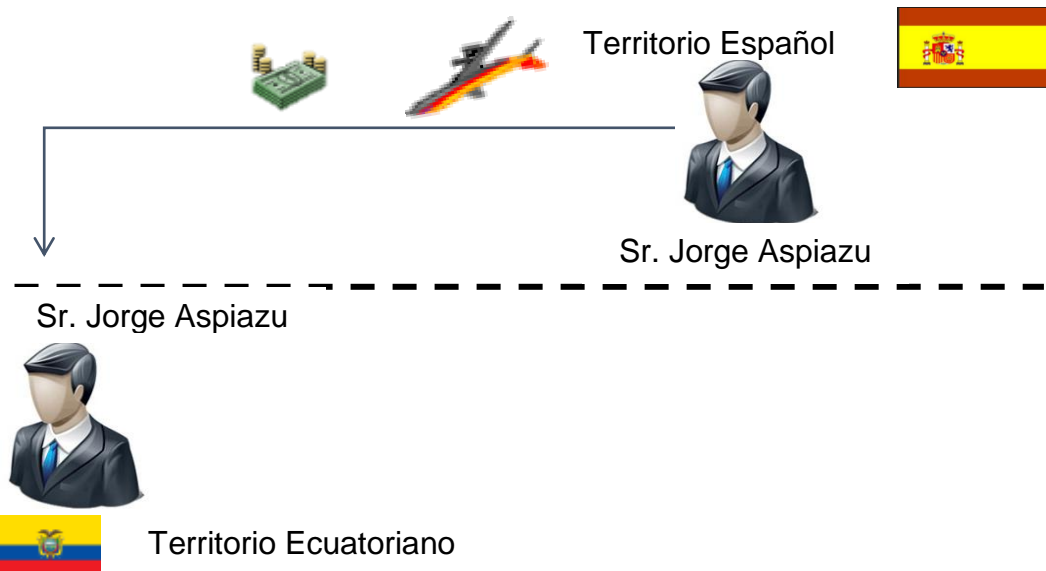 Territorio Español
Sr. Jorge Aspiazu
Sr. Jorge Aspiazu
Territorio Ecuatoriano